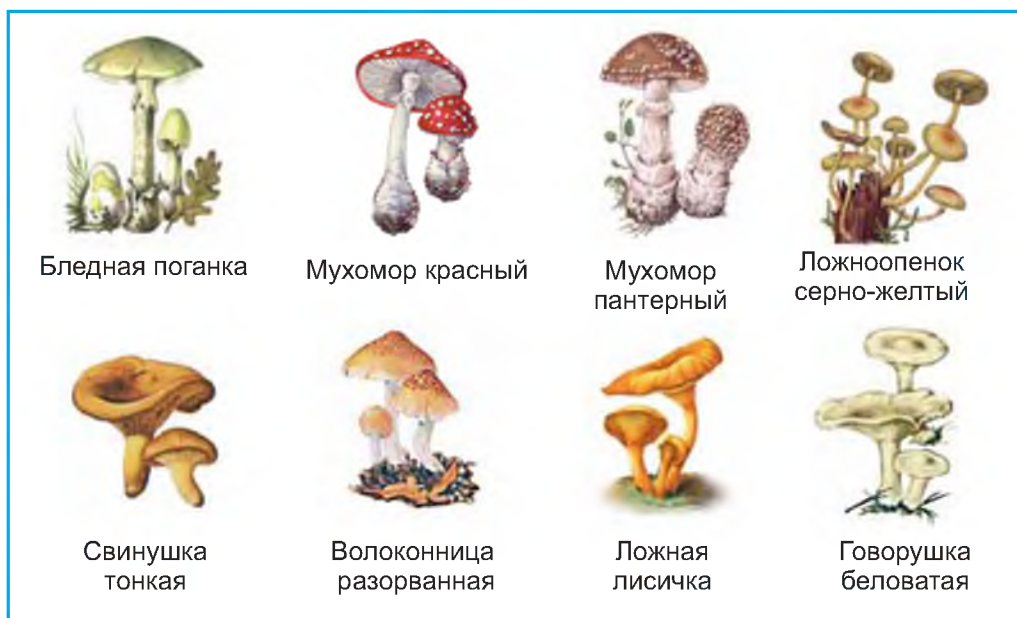 Бледная поганка
Мухомор красный
Мухомор
пантерный
Ложноопенок
серно-желтый
Свинушка
тонкая
Волоконница
разорванная
Ложная
лисичка
Говорушка
беловатая